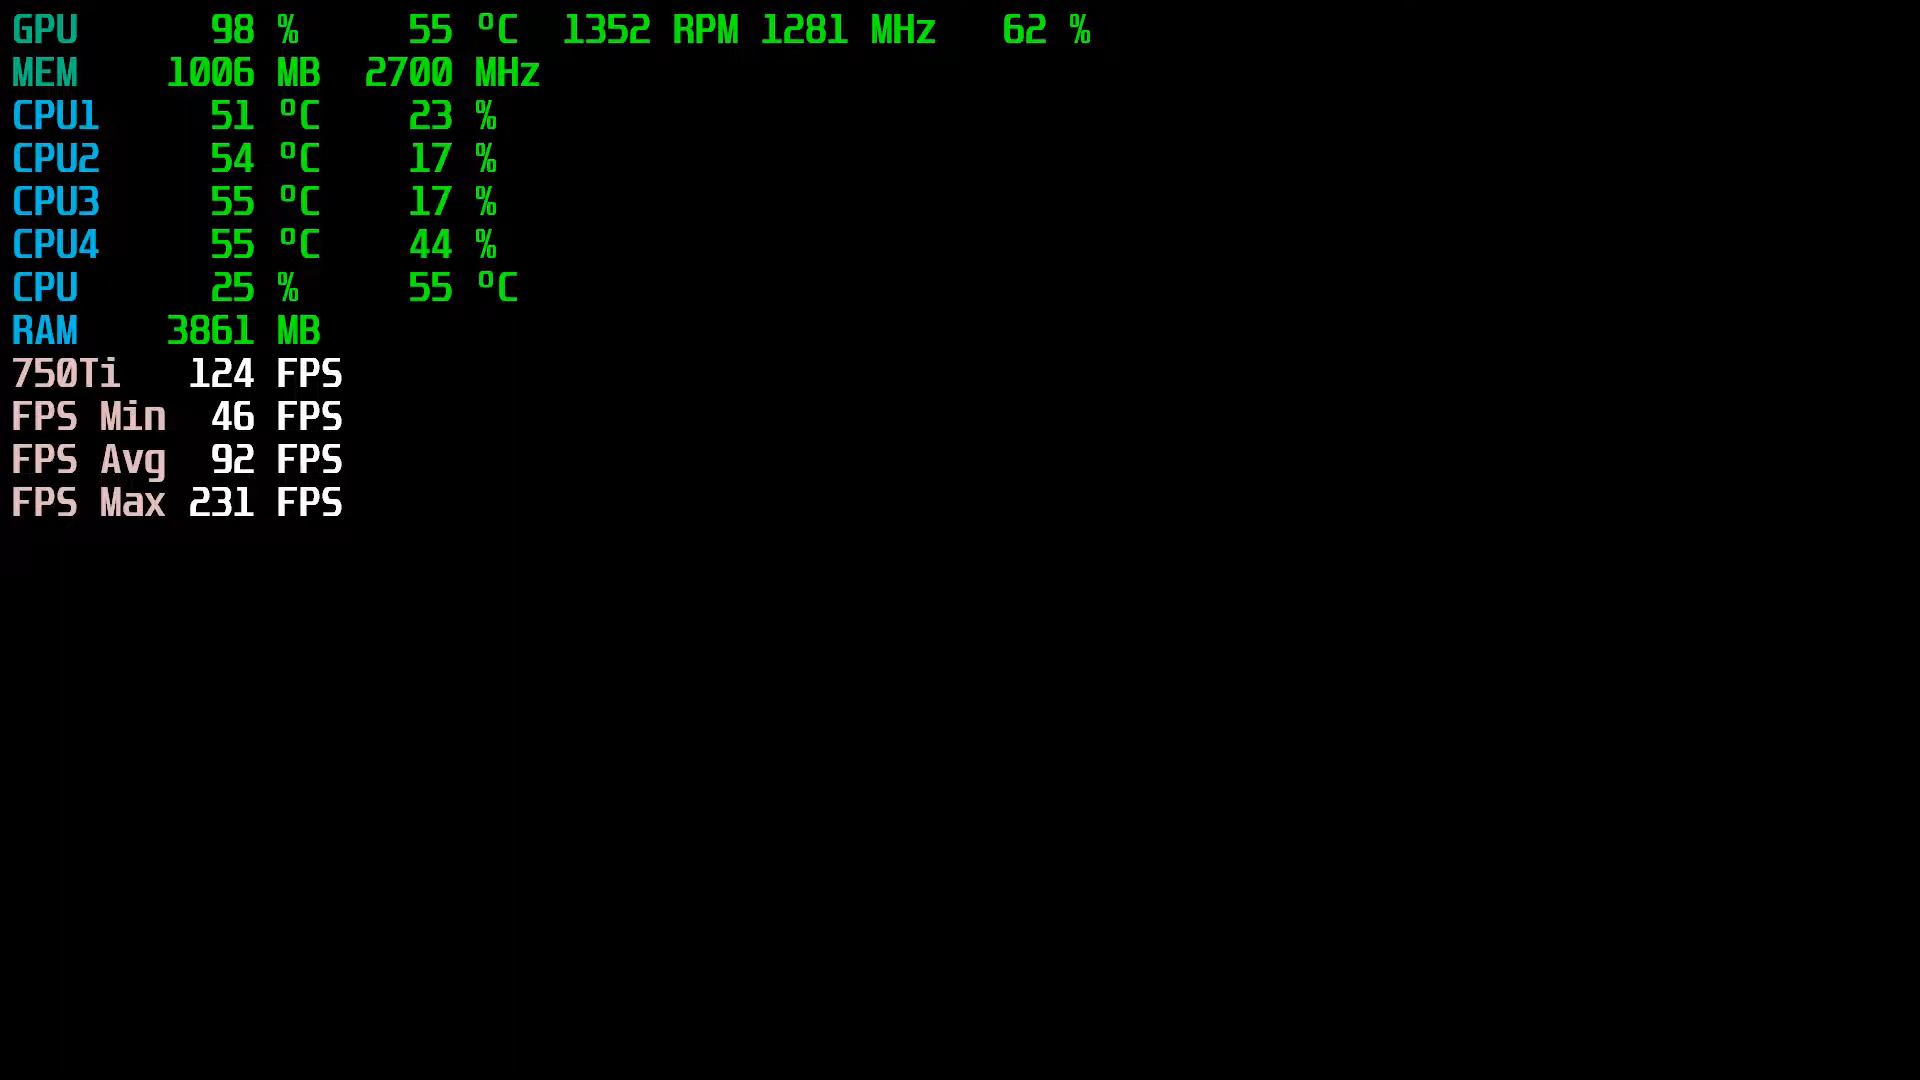 GPU 98 % 55 °C 1352 RPM 1281 MHz 62 %
MEM 1006 MB 2700 MHz
CPU1 51 °C 23 %
CPU2 54 °C 17 %
CPU3 55 °C 17 %
CPU4 55 °C 44 %
CPU 25 % 55 °C
RAM 3861 MB
750Ti 124 FPS
FPS Min 46 FPS
FPS Avg 92 FPS
FPS Max 231 FPS